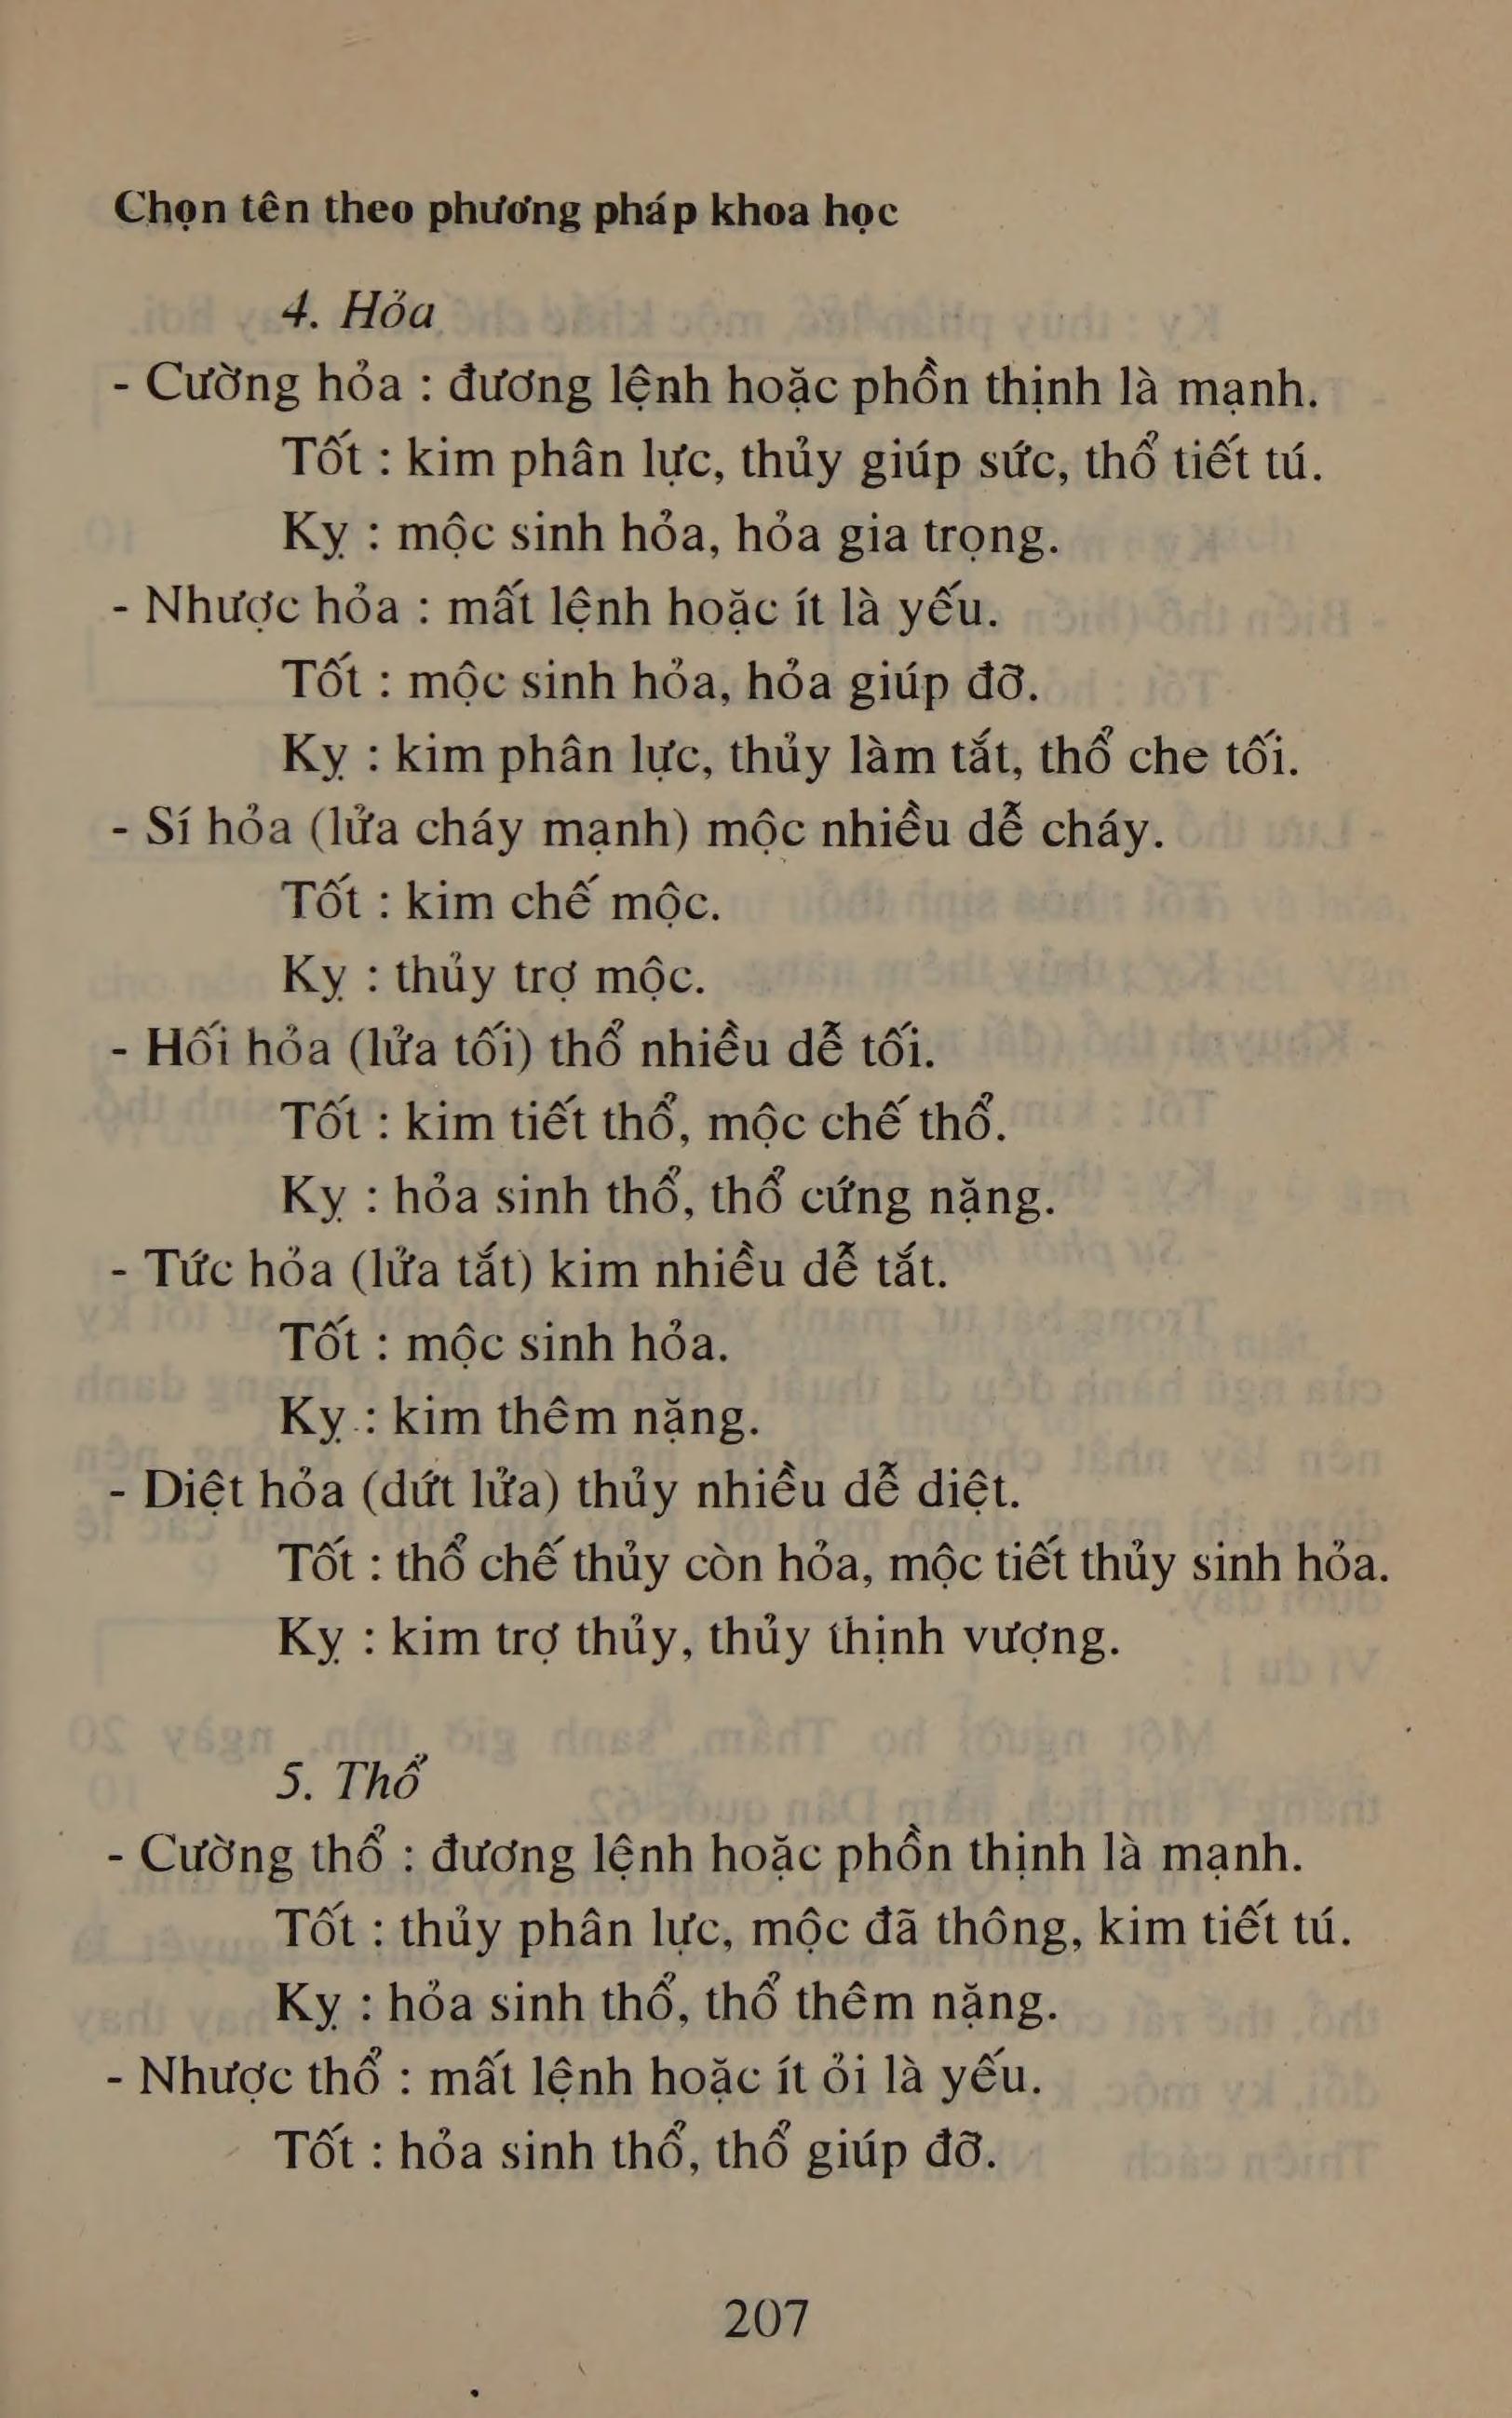 Chọn tên theo phương pháp khoa học
4. Hỏa
- Cường hỏa : đương lệnh hoặc phồn thịnh là mạnh.
Tốt : kim phân lực, thủy giúp sức, thổ tiết tú.
Kỵ : mộc sinh hỏa, hỏa gia trọng.
- Nhược hỏa : mất lệnh hoặc ít là yếu.
Tốt : mộc sinh hỏa, hỏa giúp đỡ.
Kỵ : kim phân lực, thủy làm tắt, thổ che tối.
- Sí hỏa (lửa cháy mạnh) mộc nhiều dễ cháy.
Tốt : kim chế mộc.
Kỵ : thủy trợ mộc.
- Hối hỏa (lửa tối) thổ nhiều dễ tối.
Tốt : kim tiết thổ, mộc chế thổ.
Kỵ : hỏa sinh thổ, thổ cứng nặng.
- Tức hỏa (lửa tắt) kim nhiều dễ tắt.
Tốt : mộc sinh hỏa.
Kỵ : kim thêm nặng.
- Diệt hỏa (dứt lửa) thủy nhiều dễ diệt.
Tốt : thổ chế thủy còn hỏa, mộc tiết thủy sinh hỏa.
Kỵ : kim trợ thủy, thủy thịnh vượng.
5. Thổ
- Cường thổ : đương lệnh hoặc phồn thịnh là mạnh.
Tốt : thủy phân lực, mộc đã thông, kim tiết tú.
Kỵ : hỏa sinh thổ, thổ thêm nặng.
- Nhược thổ : mất lệnh hoặc ít ỏi là yếu.
Tốt : hỏa sinh thổ, thổ giúp đỡ.
207